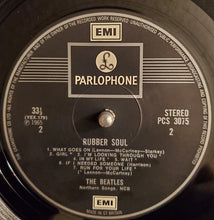 EMI
PARLOPHONE
33⅓
(YEX.179)
℗ 1965
2
STEREO
PCS 3075
2
RUBBER SOUL
1. WHAT GOES ON (Lennon-McCartney-Starkey)
2. GIRL* 3. I'M LOOKING THROUGH YOU*
4. IN MY LIFE* 5. WAIT*
6. IF I NEEDED SOMEONE (Harrison)
7. RUN FOR YOUR LIFE*
(*Lennon-McCartney)
THE BEATLES
Northern Songs, NCB
EMI
MADE IN GT BRITAIN